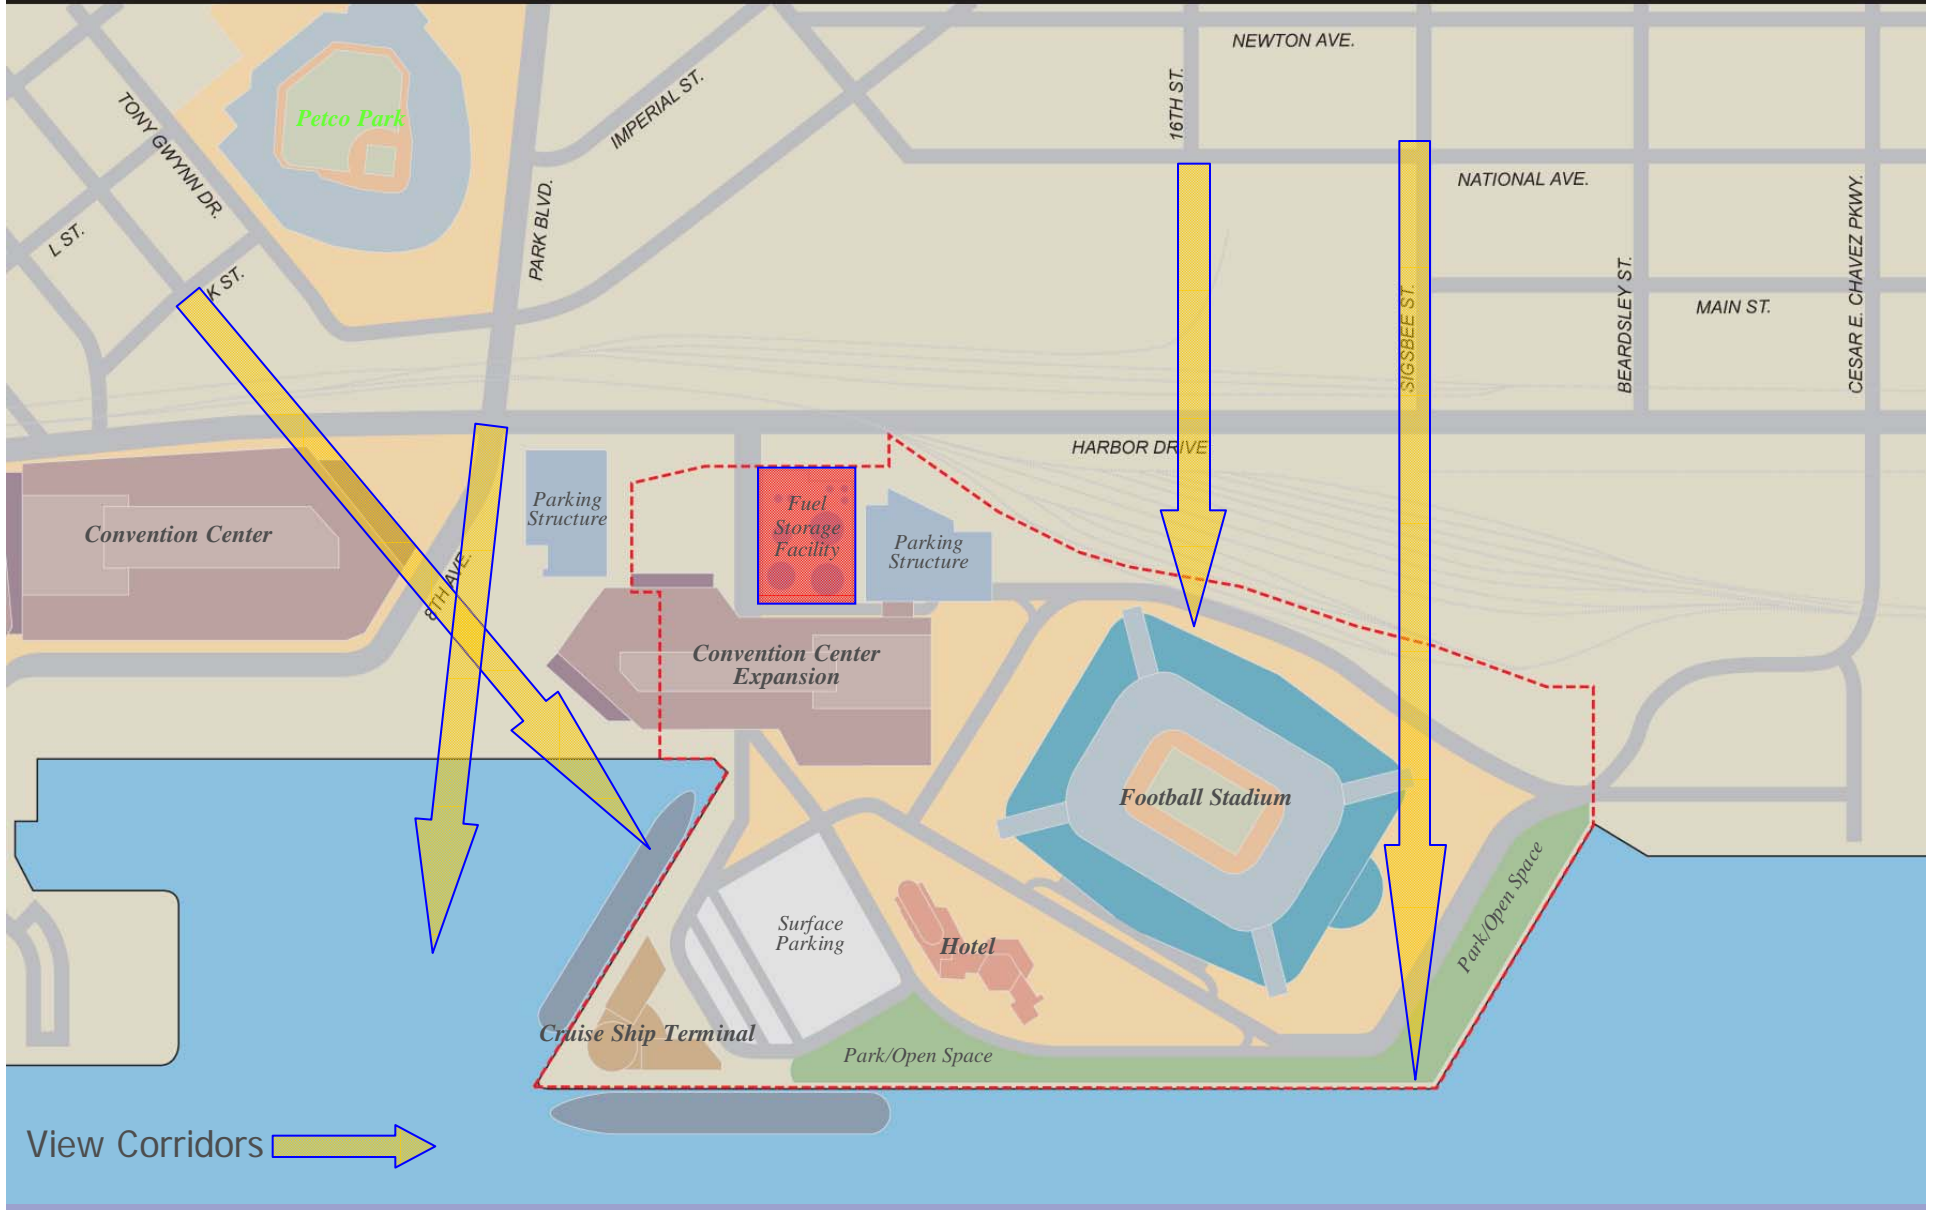 NEWTON AVE.
16TH ST.
IMPERIAL ST.
TONY GWYNN DR.
Petco Park
NATIONAL AVE.
PARK BLVD.
L ST.
K ST.
CESAR E. CHAVEZ PKWY.
BEARDSLEY ST.
SIGSBEE ST.
MAIN ST.
HARBOR DRIVE
Convention Center
8TH AVE.
Parking
Structure
Fuel
Storage
Facility
Parking
Structure
Convention Center
Expansion
Football Stadium
Surface
Parking
Hotel
Park/Open Space
Cruise Ship Terminal
Park/Open Space
View Corridors